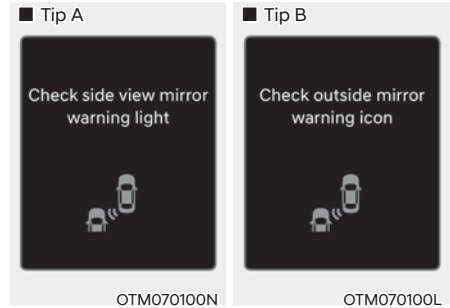 ■ Tip A
Check side view mirror
warning light
OTM070100N
■ Tip B
Check outside mirror
warning icon
OTM070100L